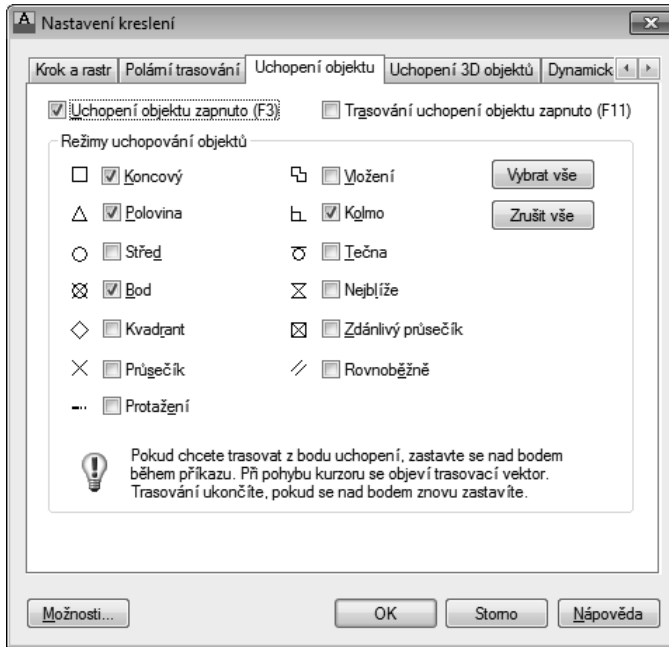 Nastavení kreslení
Krok a rastr Polární trasování Uchopení objektu Uchopení 3D objektů Dynamick
Uchopení objektu zapnuto (F3) Trasování uchopení objektu zapnuto (F11)
Režimy uchopování objektů
Koncový Vložení Vybrat vše
Polovina Kolmo Zrušit vše
Střed Tečna
Bod Nejblíže
Kvadrant Zdánlivý průsečík
Průsečík Rovnoběžně
Protažení
Pokud chcete trasovat z bodu uchopení, zastavte se nad bodem
během příkazu. Při pohybu kurzoru se objeví trasovací vektor.
Trasování ukončíte, pokud se nad bodem znovu zastavíte.
Možnosti... OK Storno Nápověda